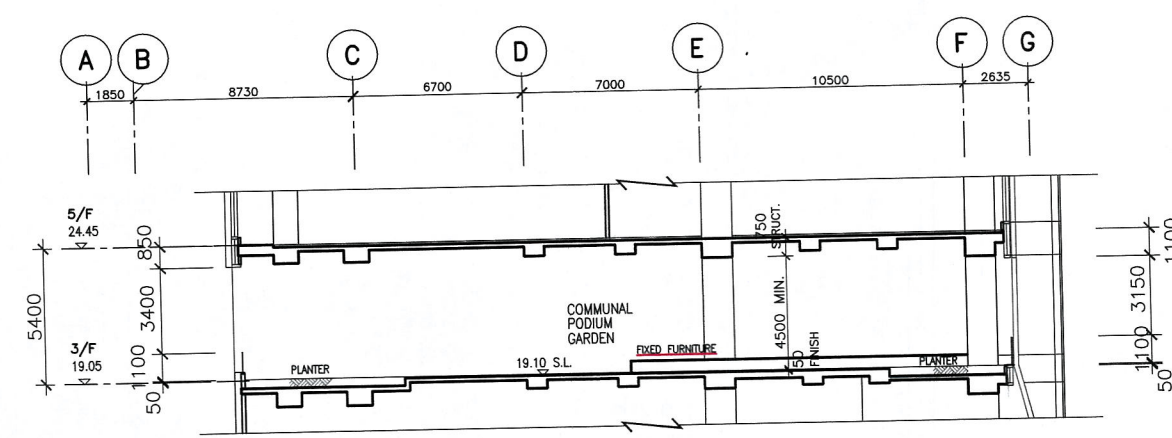 A B C D E F G
1850 8730 6700 7000 10500 2635
5/F
24.45
850
750
STRUCT.
1100
5400
3400
COMMUNAL
PODIUM
GARDEN
4500 MIN.
3150
3/F
19.05
1100
FIXED FURNITURE
50
FINISH
1100
PLANTER
19.10 S.L.
PLANTER
50
50